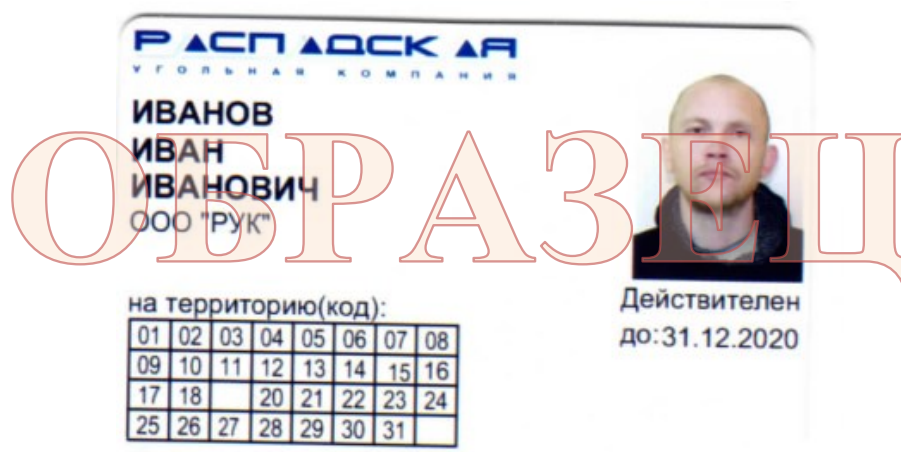 РАСПАДСКАЯ
УГОЛЬНАЯ КОМПАНИЯ
ИВАНОВ
ИВАН
ИВАНОВИЧ
ООО "РУК"
ОБРАЗЕЦ
Действителен
до:31.12.2020
на территорию(код):
01 02 03 04 05 06 07 08
09 10 11 12 13 14 15 16
17 18 20 21 22 23 24
25 26 27 28 29 30 31